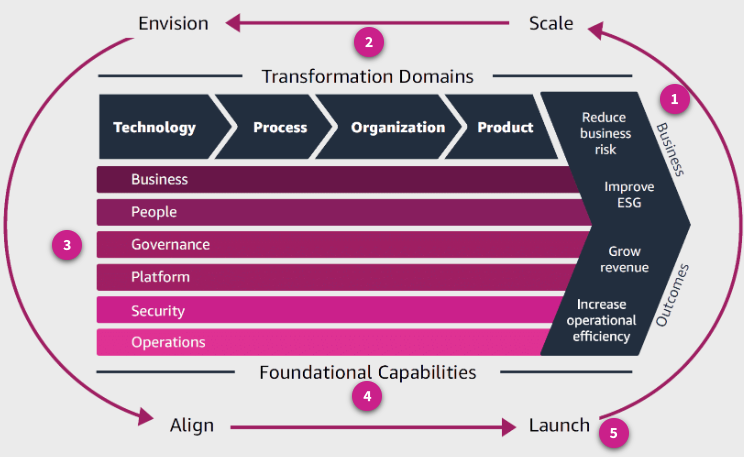 Envision
Scale
2
Transformation Domains
1
Technology
Process
Organization
Product
Reduce
business
risk
Business
Business
People
Improve
ESG
3
Governance
Grow
revenue
Platform
Outcomes
Security
Increase
operational
efficiency
Operations
Foundational Capabilities
4
Align
Launch
5